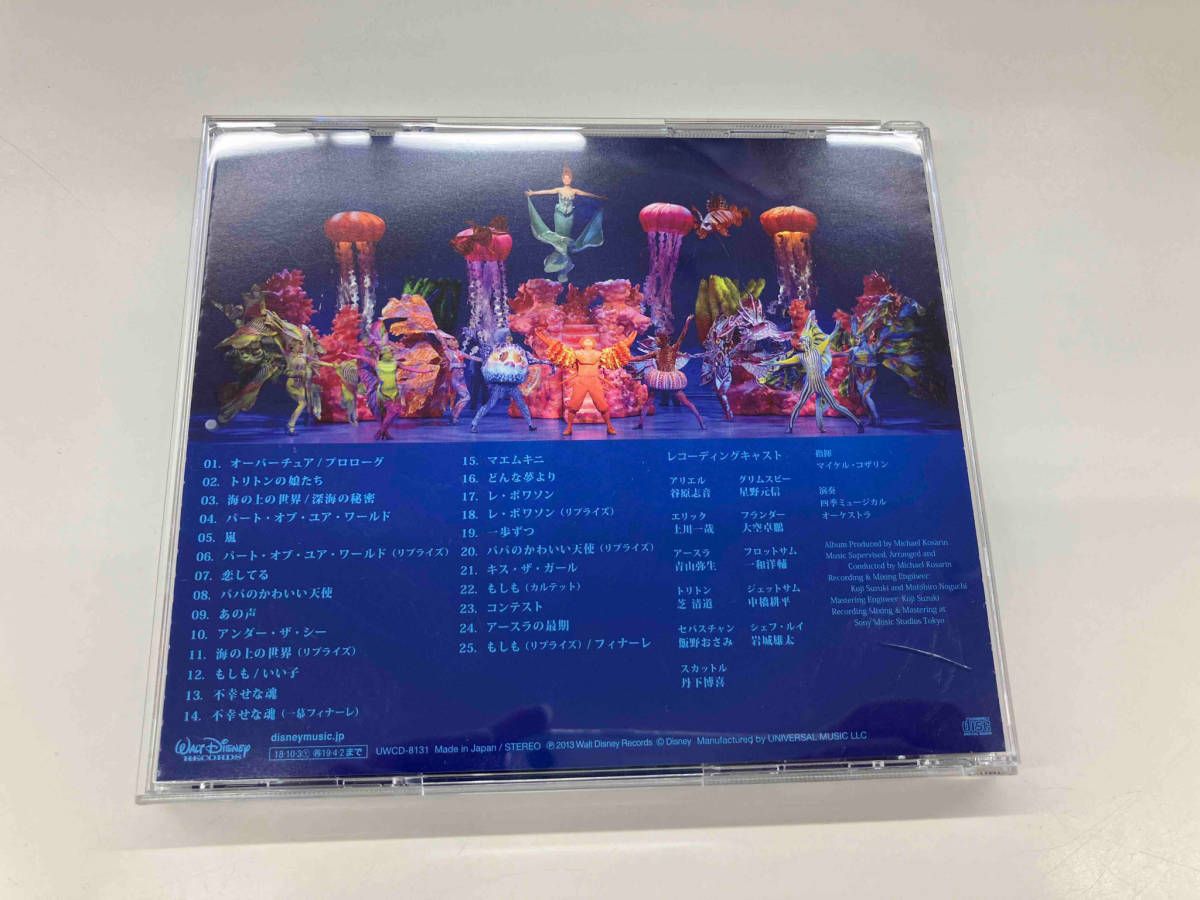 01. オーバーチュア/プロローグ
02. トリトンの娘たち
03. 海の上の世界/深海の秘密
04. パート・オブ・ユア・ワールド
05. 嵐
06. パート・オブ・ユア・ワールド (リプライズ)
07. 恋してる
08. パパのかわいい天使
09. あの声
10. アンダー・ザ・シー
11. 海の上の世界 (リプライズ)
12. もしも/いい子
13. 不幸せな魂
14. 不幸せな魂 (一幕フィナーレ)
15. マエムキニ
16. どんな夢より
17. レ・ポワソン
18. レ・ポワソン (リプライズ)
19. 一歩ずつ
20. パパのかわいい天使 (リプライズ)
21. キス・ザ・ガール
22. もしも (カルテット)
23. コンテスト
24. アースラの最期
25. もしも (リプライズ) /フィナーレ
レコーディングキャスト
アリエル
谷原志音
エリック
上川一哉
アースラ
青山弥生
トリトン
芝 清道
セバスチャン
飯野おさみ
スカットル
丹下博喜
グリムスビー
星野元信
フランダー
大空卓鵬
フロットサム
一和洋輔
ジェットサム
中橋耕平
シェフ・ルイ
岩城雄太
指揮
マイケル・コザリン
演奏
四季ミュージカル
オーケストラ
Album Produced by Michael Kosarin
Music Supervised, Arranged and
Conducted by Michael Kosarin
Recording & Mixing Engineer:
Koji Suzuki and Motohiro Noguchi
Mastering Engineer: Koji Suzuki
Recording Mixing & Mastering at
Sony Music Studios Tokyo
WALT DISNEY
RECORDS
disneymusic.jp
18・10・3 再19・4・2まで
UWCD-8131 Made in Japan / STEREO Ⓟ 2013 Walt Disney Records © Disney Manufactured by UNIVERSAL MUSIC LLC
COMPACT
disc
DIGITAL AUDIO